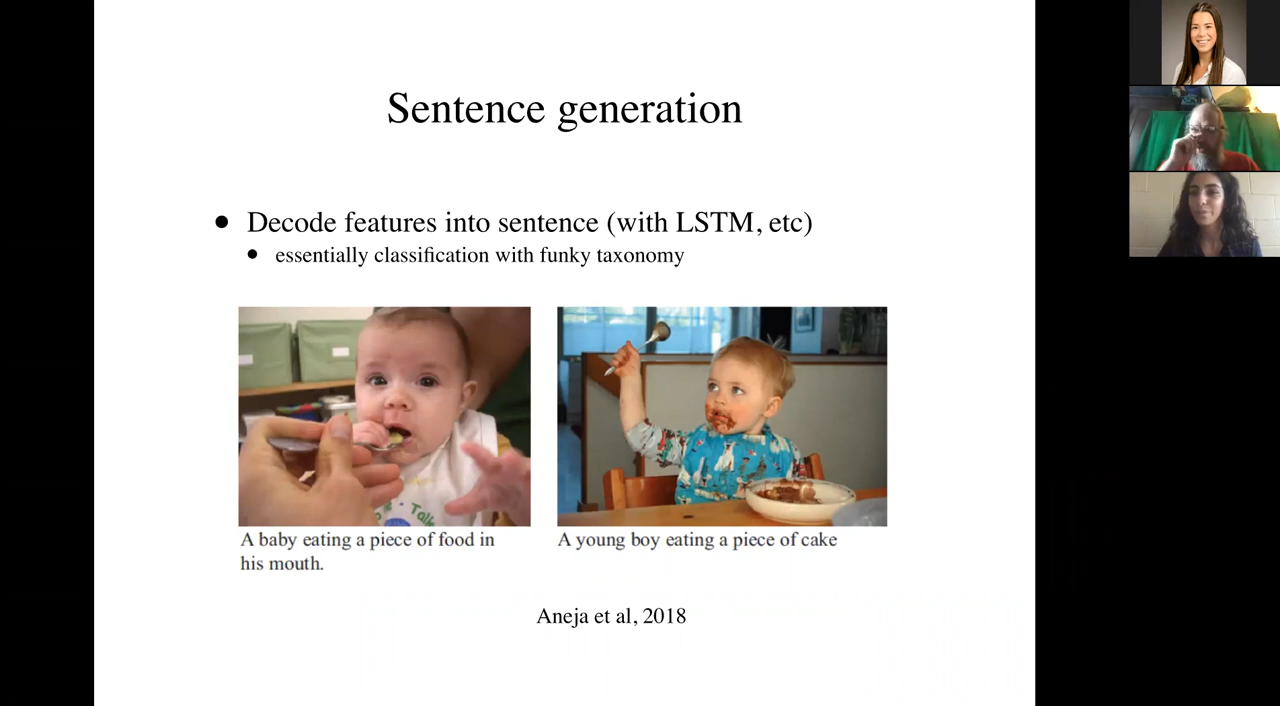 Sentence generation
• Decode features into sentence (with LSTM, etc)
• essentially classification with funky taxonomy
A baby eating a piece of food in
his mouth.
A young boy eating a piece of cake
Aneja et al, 2018